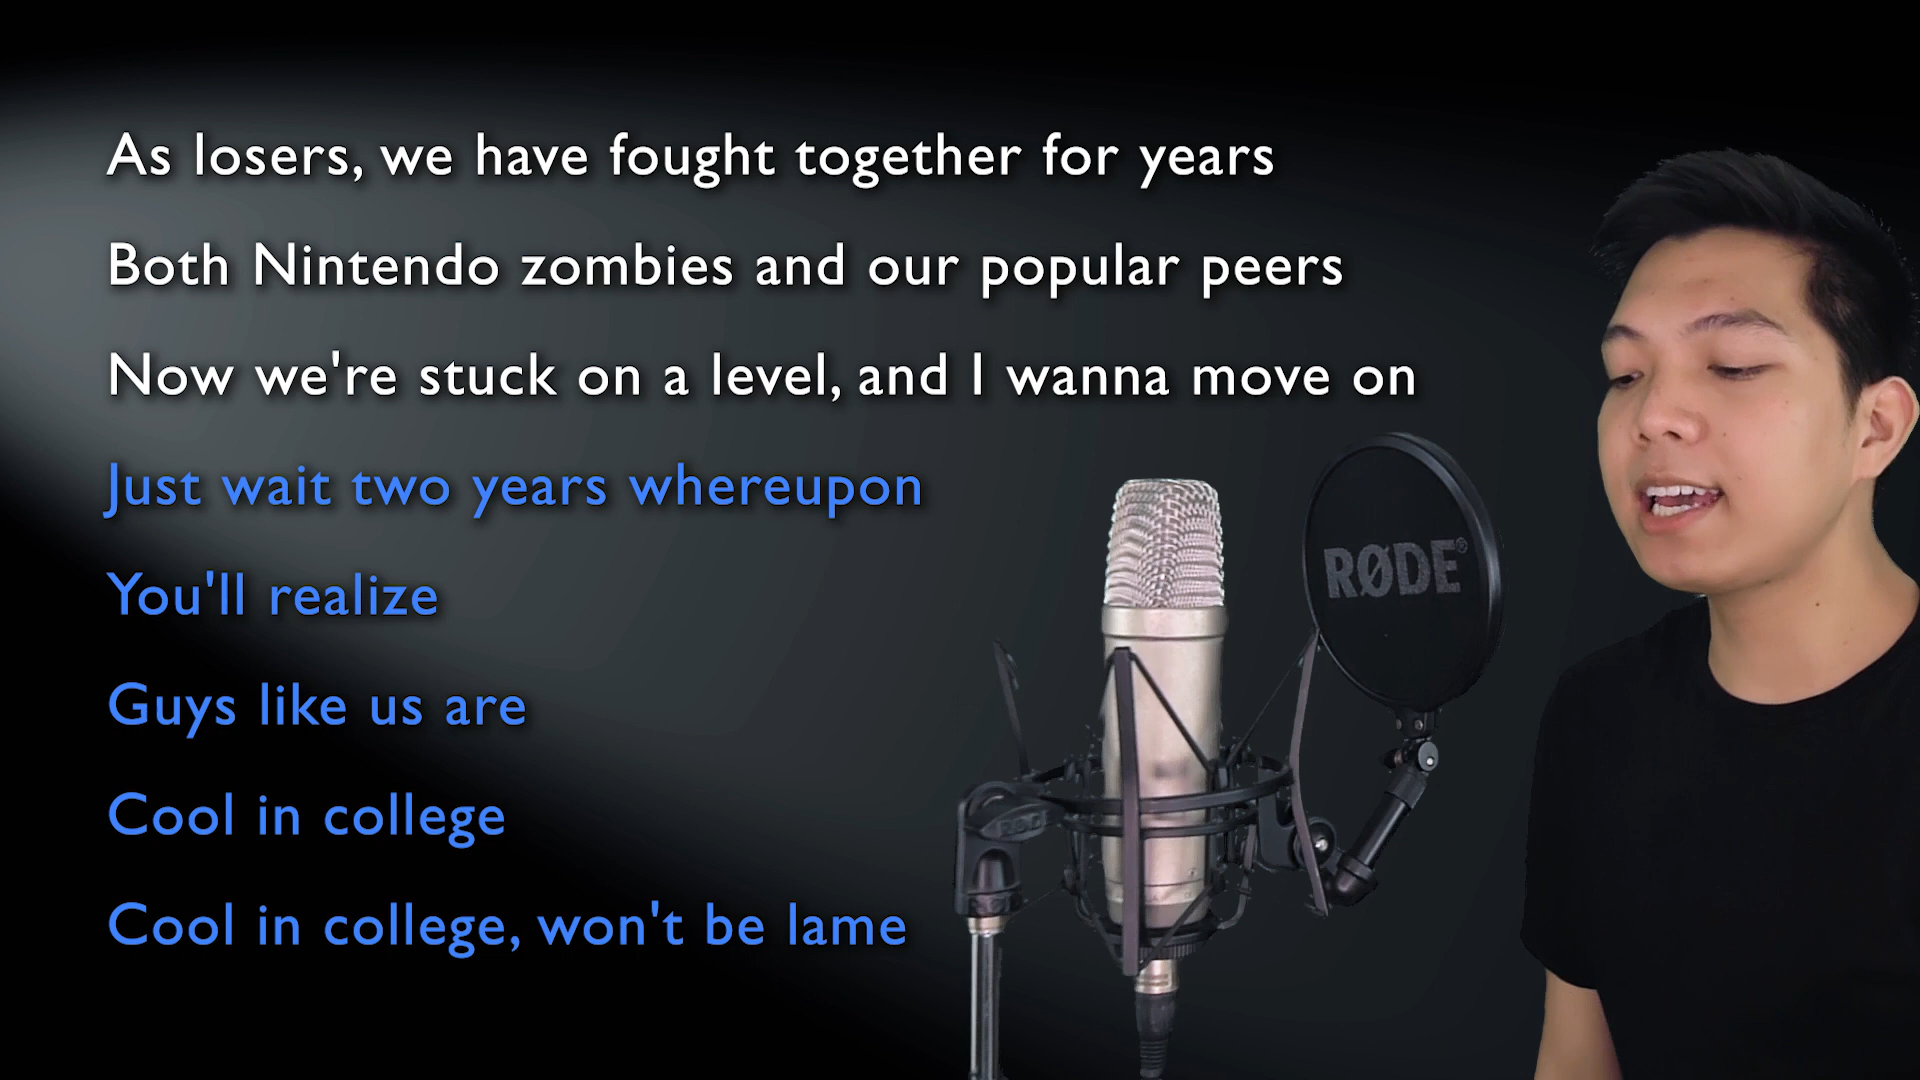 As losers, we have fought together for years
Both Nintendo zombies and our popular peers
Now we're stuck on a level, and I wanna move on
Just wait two years whereupon
You'll realize
Guys like us are
Cool in college
Cool in college, won't be lame
RØDE®
RØDE